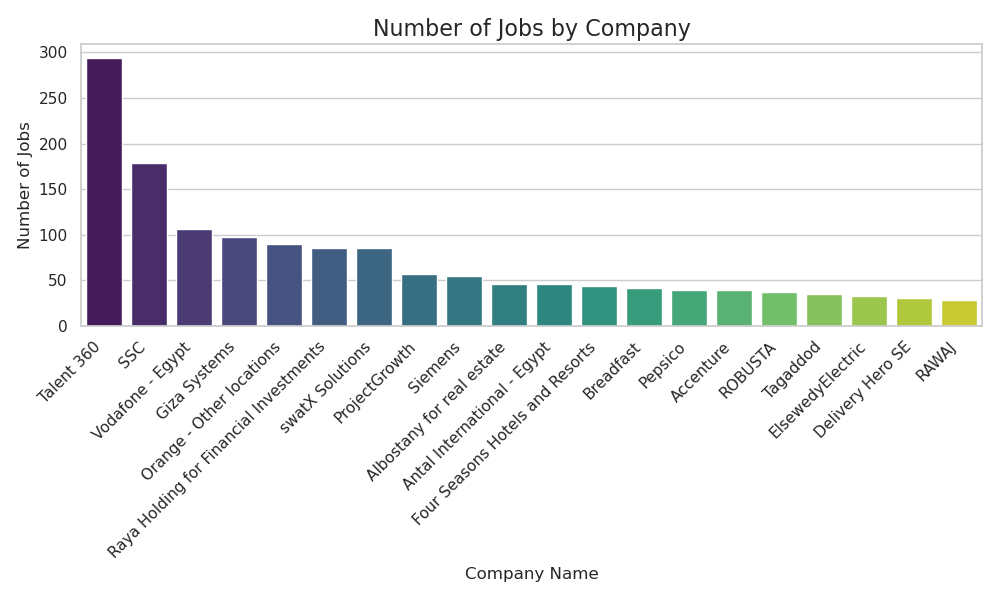 Number of Jobs by Company
Number of Jobs
300
250
200
150
100
50
0
Talent 360
SSC
Vodafone - Egypt
Giza Systems
Orange - Other locations
Raya Holding for Financial Investments
swatX Solutions
ProjectGrowth
Siemens
Albostany for real estate
Antal International - Egypt
Four Seasons Hotels and Resorts
Breadfast
Pepsico
Accenture
ROBUSTA
Tagaddod
ElsewedyElectric
Delivery Hero SE
RAWAJ
Company Name